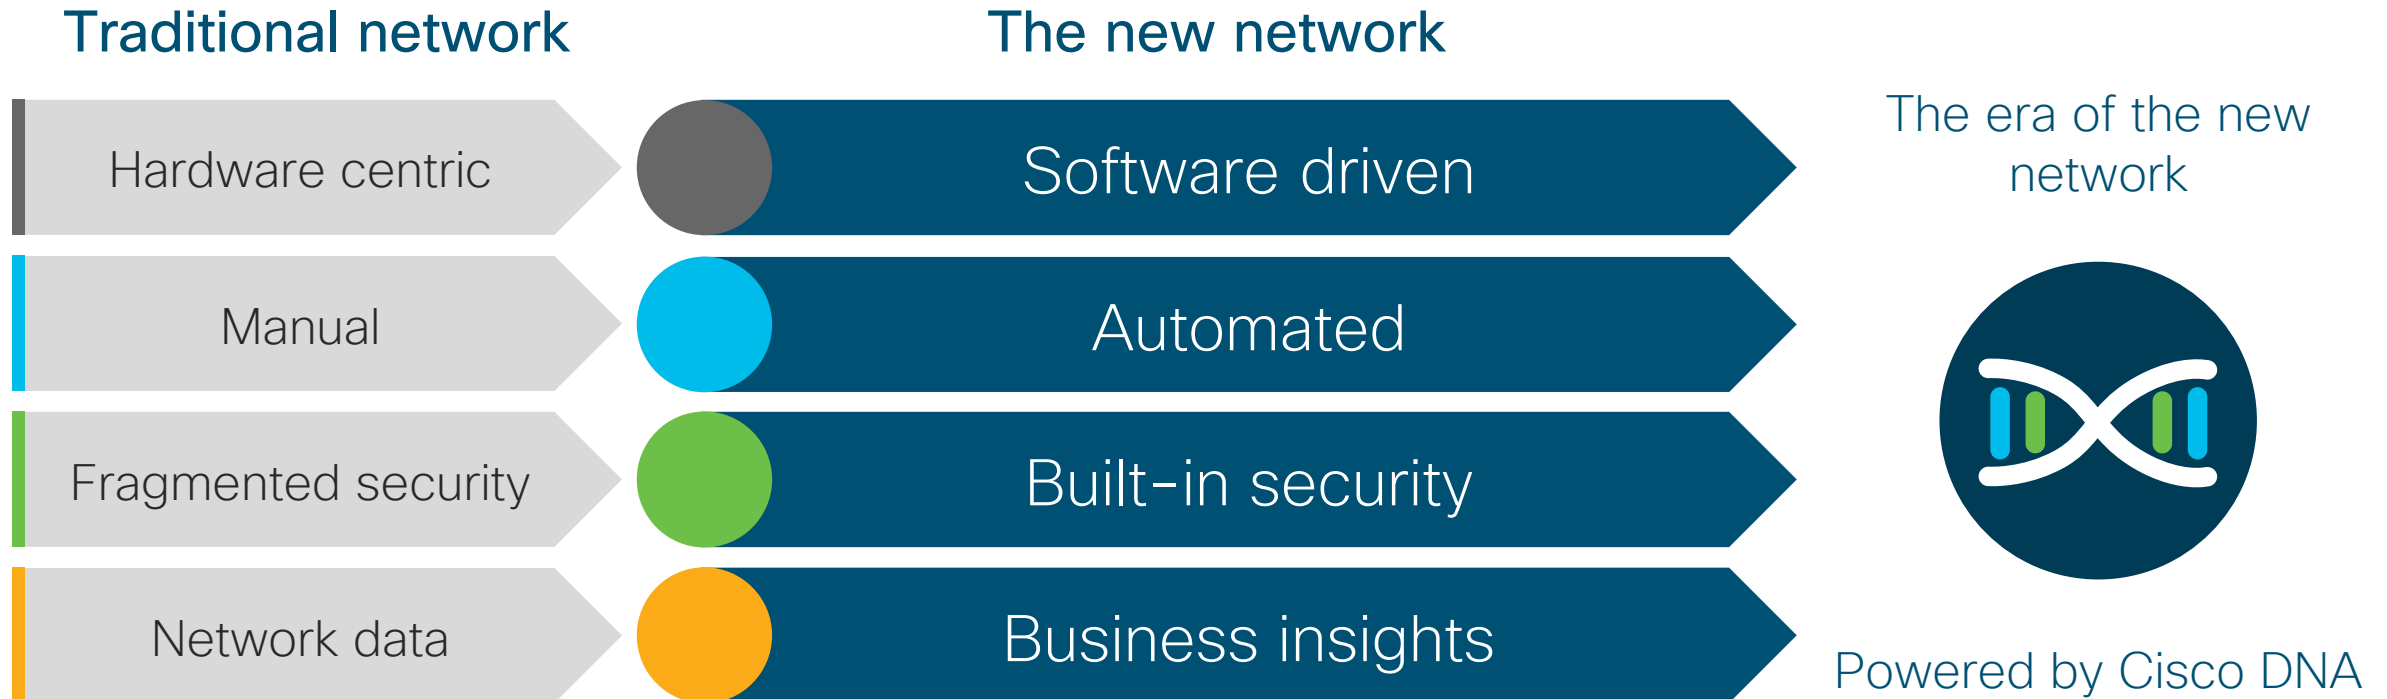 Traditional network
The new network
Hardware centric
Software driven
Manual
Automated
Fragmented security
Built-in security
Network data
Business insights
The era of the new
network
Powered by Cisco DNA